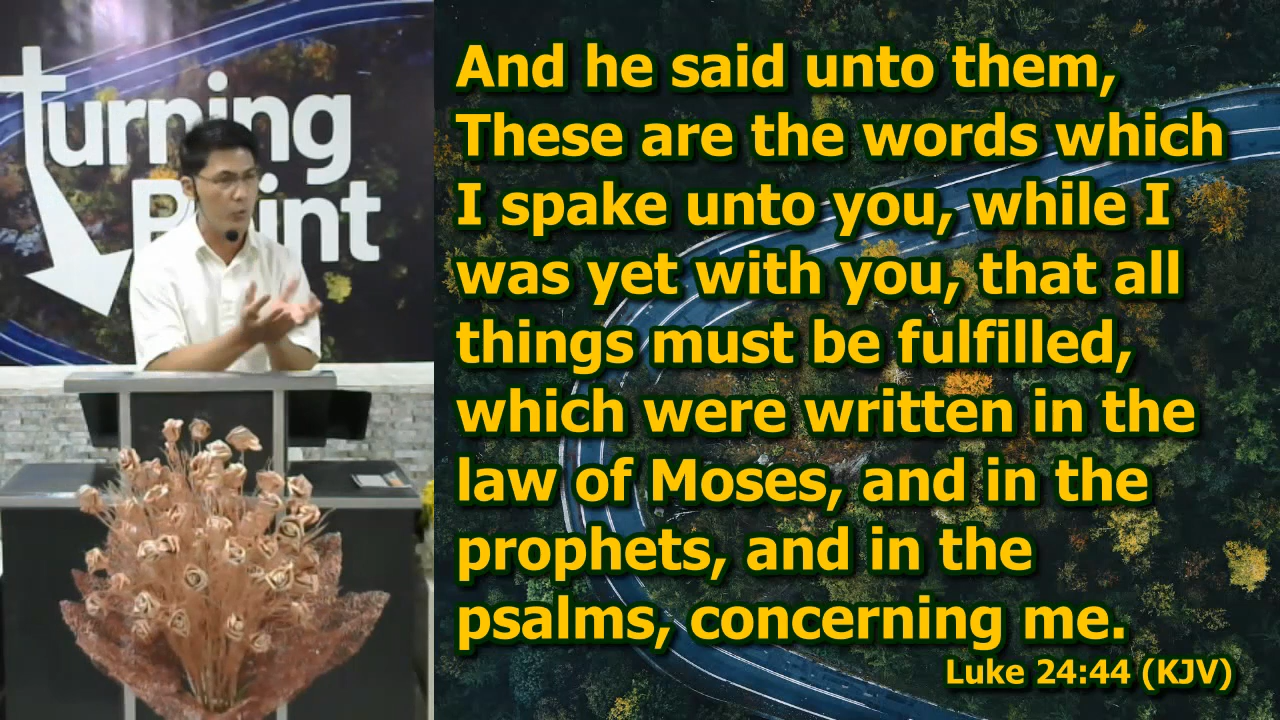 turning
Point
And he said unto them,
These are the words which
I spake unto you, while I
was yet with you, that all
things must be fulfilled,
which were written in the
law of Moses, and in the
prophets, and in the
psalms, concerning me.
Luke 24:44 (KJV)